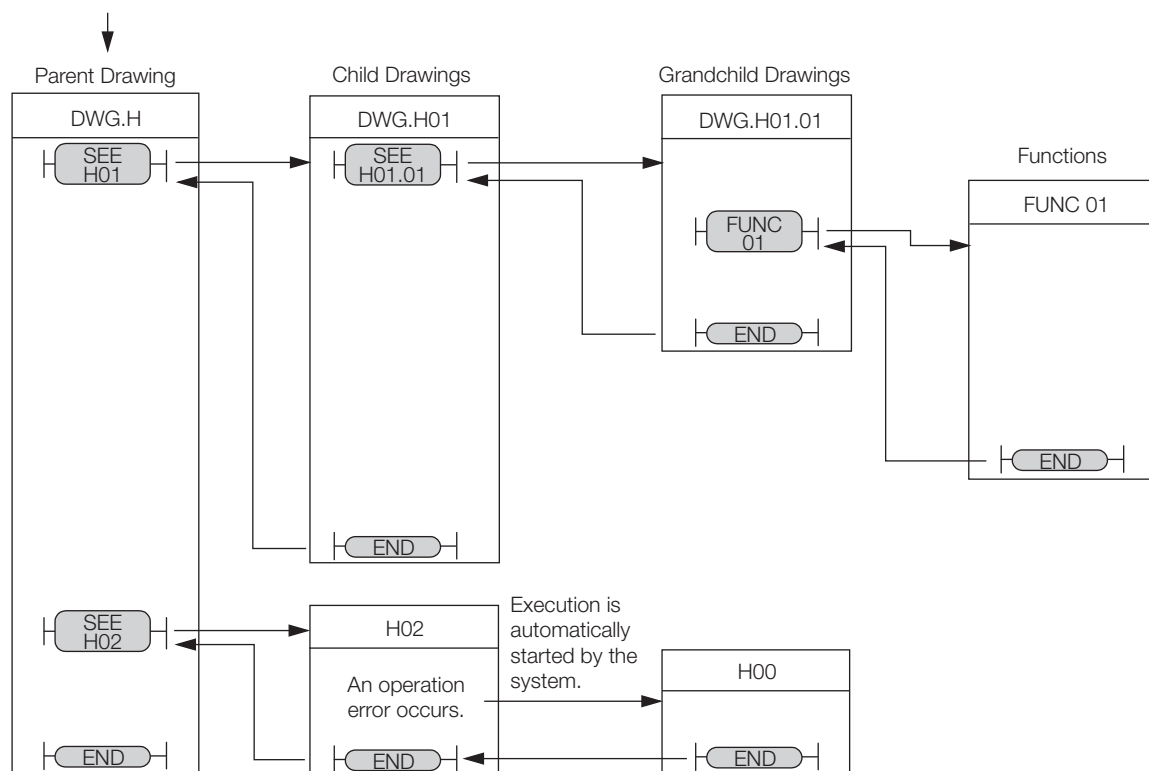 Parent Drawing
DWG.H
SEE
H01
SEE
H02
END
Child Drawings
DWG.H01
SEE
H01.01
END
H02
An operation
error occurs.
END
Execution is
automatically
started by the
system.
Grandchild Drawings
DWG.H01.01
FUNC
01
END
H00
END
Functions
FUNC 01
END